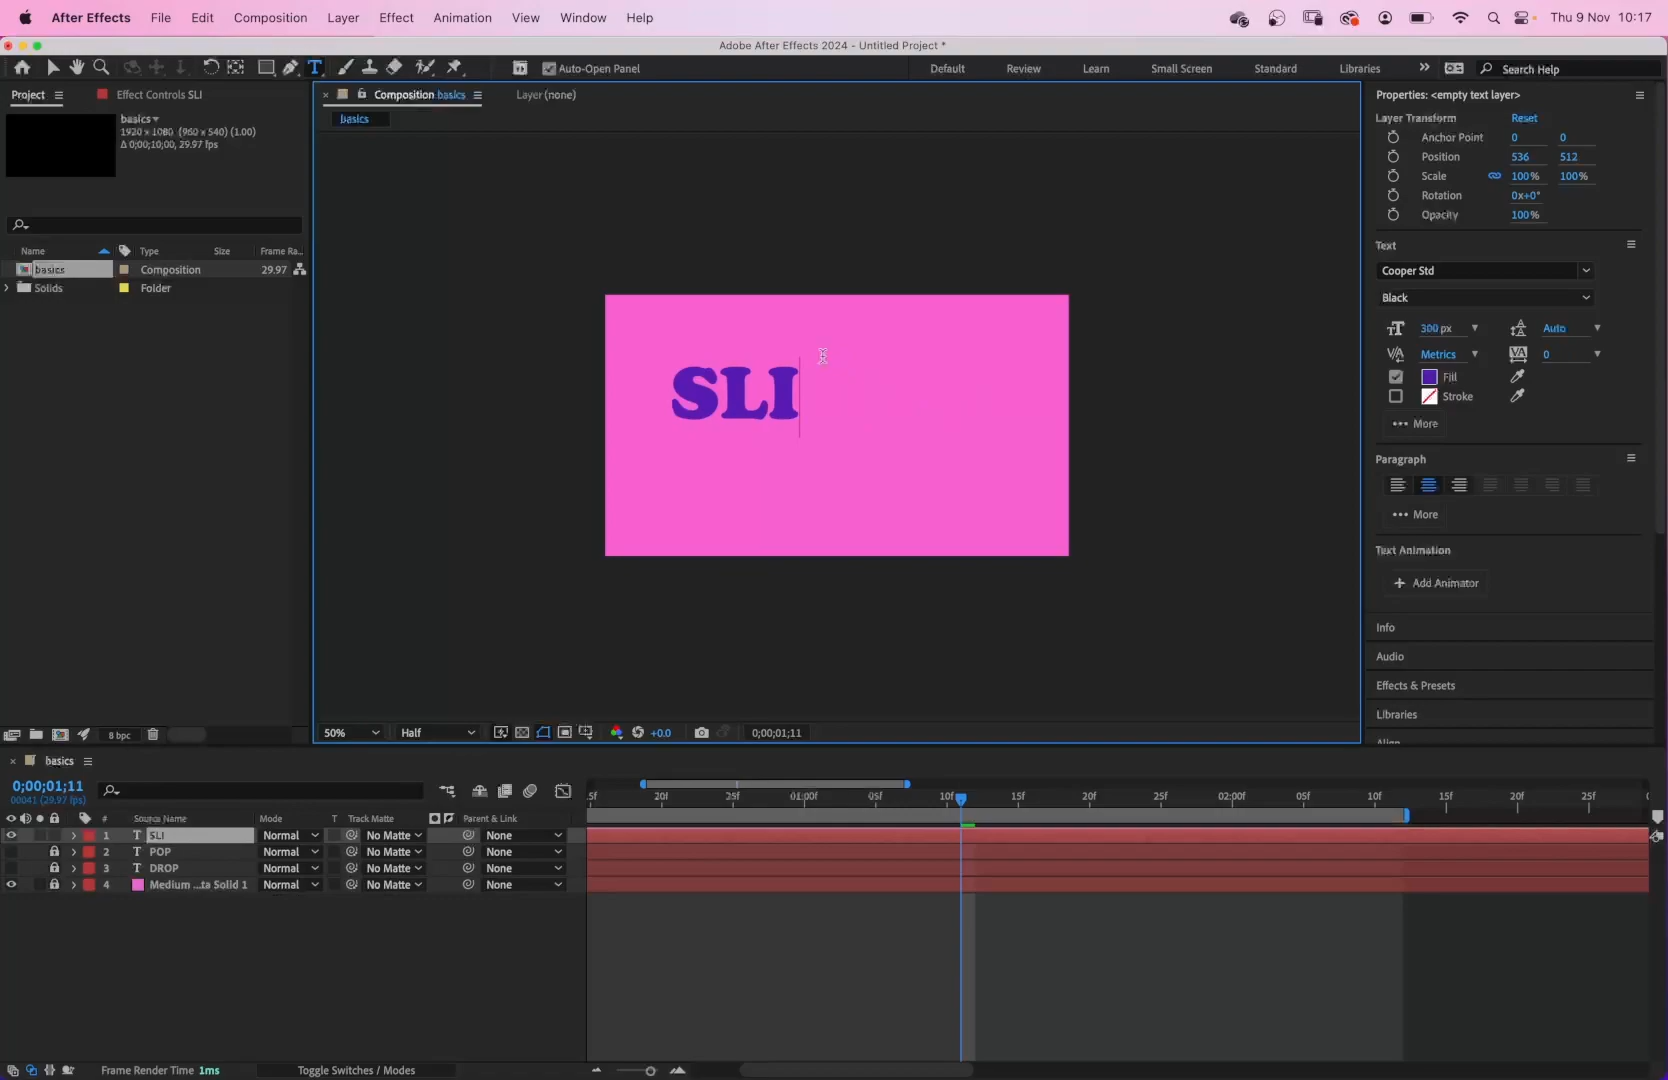 After Effects File Edit Composition Layer Effect Animation View Window Help Thu 9 Nov 10:17
Adobe After Effects 2024 - Untitled Project *
Auto-Open Panel Default Review Learn Small Screen Standard Libraries Search Help
Project Effect Controls SLI
basics
1920 x 1080 (960 x 540) (1.00)
Δ 0;00;10;00, 29.97 fps
Name Type Size Frame Ra...
basics Composition 29.97
Solids Folder
8 bpc
Composition basics Layer (none)
basics
SLI
50% Half +0.0 0;00;01;11
Properties: <empty text layer>
Layer Transform Reset
Anchor Point 0 0
Position 536 512
Scale 100% 100%
Rotation 0x+0°
Opacity 100%
Text
Cooper Std
Black
300 px Auto
Metrics 0
Fill
Stroke
More
Paragraph
More
Text Animation
Add Animator
Info
Audio
Effects & Presets
Libraries
Align
basics
0;00;01;11
00041 (29.97 fps)
# Source Name Mode T Track Matte Parent & Link
1 T SLI Normal No Matte None
2 T POP Normal No Matte None
3 T DROP Normal No Matte None
4 Medium ...ta Solid 1 Normal No Matte None
5f 20f 25f 01:00f 05f 10f 15f 20f 25f 02:00f 05f 10f 15f 20f 25f
Frame Render Time 1ms Toggle Switches / Modes